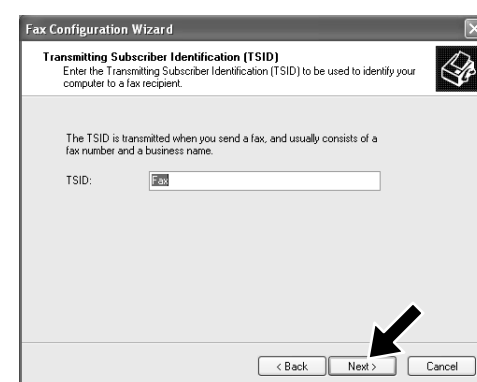 Fax Configuration Wizard
Transmitting Subscriber Identification (TSID)
Enter the Transmitting Subscriber Identification (TSID) to be used to identify your
computer to a fax recipient.
The TSID is transmitted when you send a fax, and usually consists of a
fax number and a business name.
TSID:
Fax
< Back
Next >
Cancel